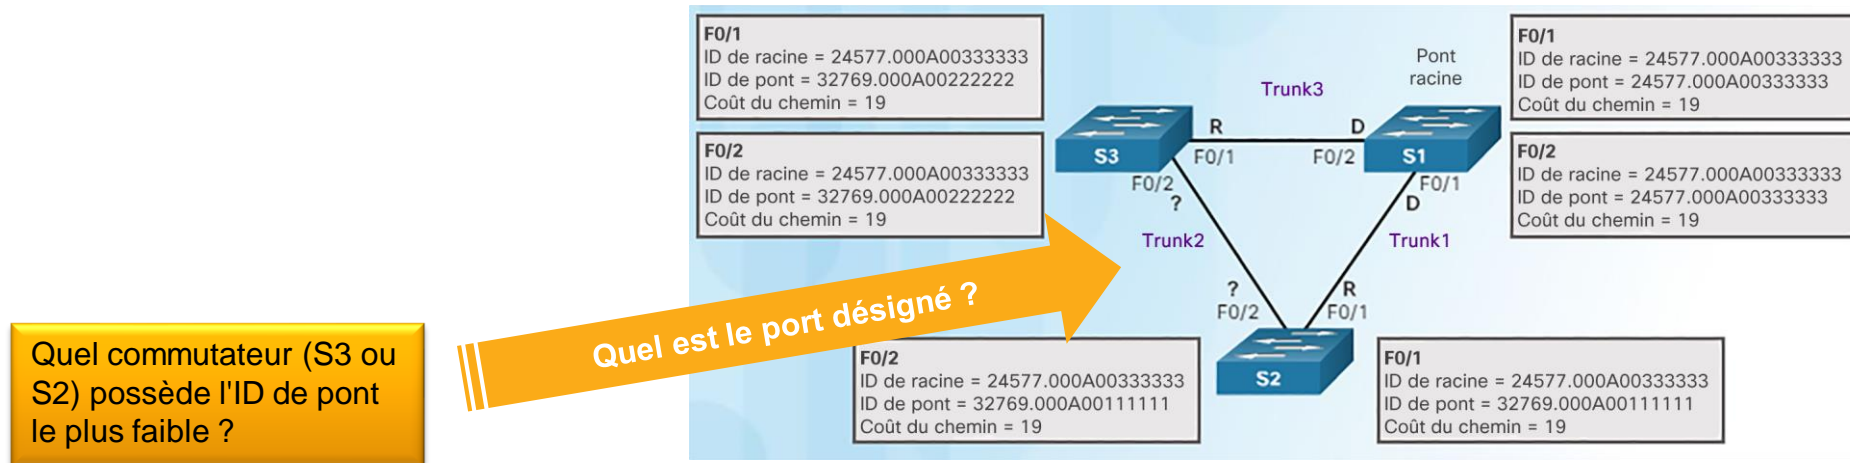 F0/1
ID de racine = 24577.000A00333333
ID de pont = 32769.000A00222222
Coût du chemin = 19
F0/2
ID de racine = 24577.000A00333333
ID de pont = 32769.000A00222222
Coût du chemin = 19
Pont
racine
F0/1
ID de racine = 24577.000A00333333
ID de pont = 24577.000A00333333
Coût du chemin = 19
F0/2
ID de racine = 24577.000A00333333
ID de pont = 24577.000A00333333
Coût du chemin = 19
Trunk3
R
D
S3
F0/1
F0/2
S1
F0/2
?
F0/1
D
Trunk2
Trunk1
?
F0/2
R
F0/1
S2
Quel est le port désigné ?
Quel commutateur (S3 ou
S2) possède l'ID de pont
le plus faible ?
F0/2
ID de racine = 24577.000A00333333
ID de pont = 32769.000A00111111
Coût du chemin = 19
F0/1
ID de racine = 24577.000A00333333
ID de pont = 32769.000A00111111
Coût du chemin = 19